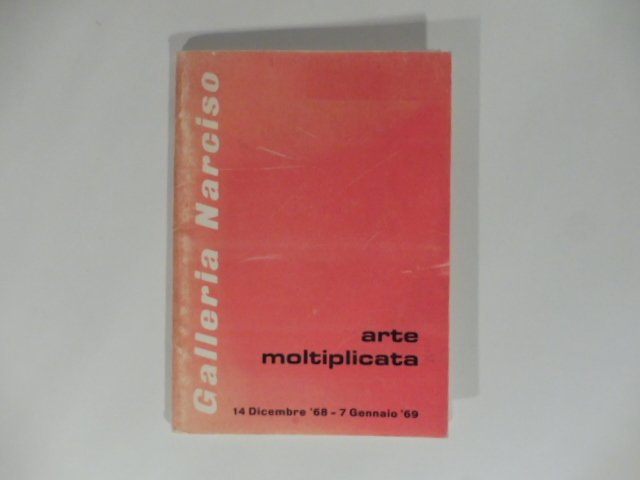 Galleria Narciso
arte
moltiplicata
14 Dicembre '68 - 7 Gennaio '69